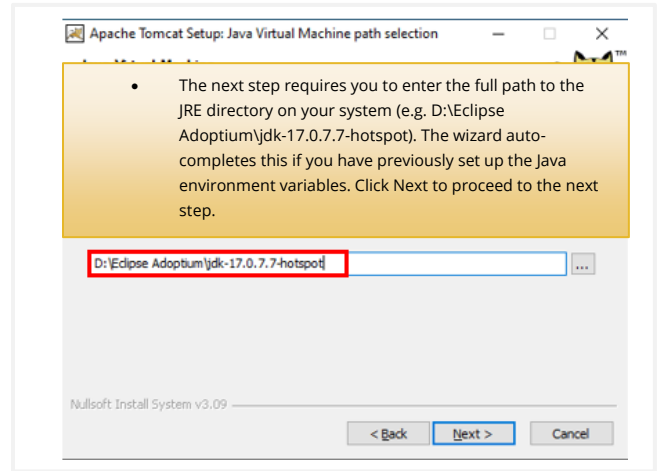 Apache Tomcat Setup: Java Virtual Machine path selection
TM
• The next step requires you to enter the full path to the
JRE directory on your system (e.g. D:\Eclipse
Adoptium\jdk-17.0.7.7-hotspot). The wizard auto-
completes this if you have previously set up the Java
environment variables. Click Next to proceed to the next
step.
D:\Eclipse Adoptium\jdk-17.0.7.7-hotspot
...
Nullsoft Install System v3.09
< Back Next > Cancel